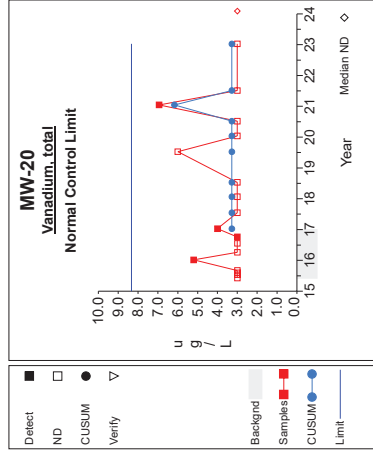 MW-20
Vanadium, total
Normal Control Limit
10.0
9.0
8.0
7.0
6.0
5.0
4.0
3.0
2.0
1.0
0.0
u g / L
15 16 17 18 19 20 21 22 23 24
Year
Median ND
Detect
ND
CUSUM
Verify
Backgnd
Samples
CUSUM
Limit